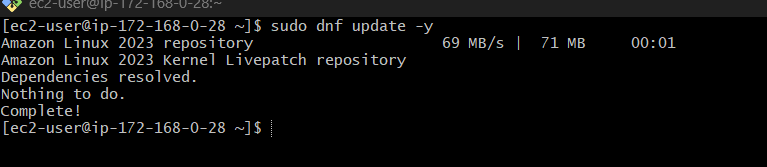 ec2-user@ip-172-168-0-28:~
[ec2-user@ip-172-168-0-28 ~]$ sudo dnf update -y
Amazon Linux 2023 repository 69 MB/s | 71 MB 00:01
Amazon Linux 2023 Kernel Livepatch repository
Dependencies resolved.
Nothing to do.
Complete!
[ec2-user@ip-172-168-0-28 ~]$